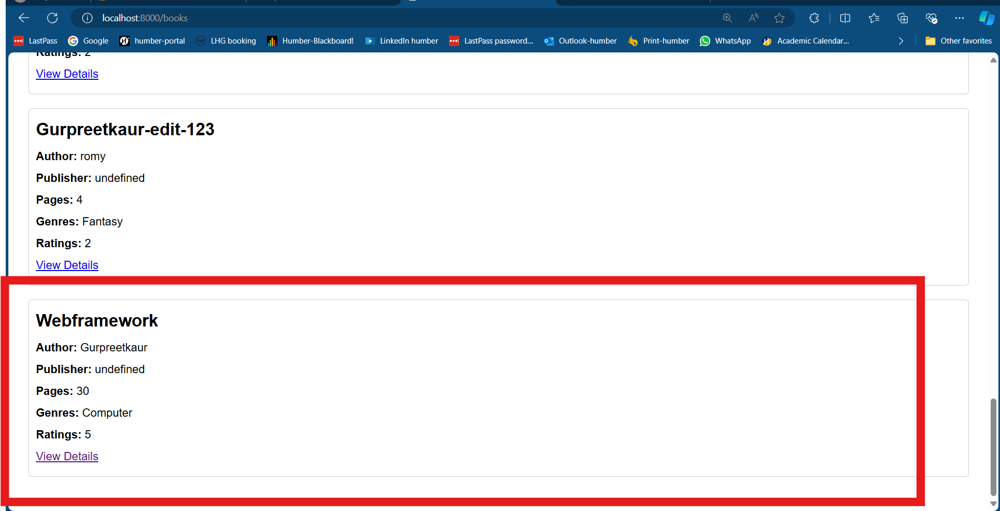 localhost:8000/books
LastPass Google humber-portal LHG booking Humber-Blackboard! LinkedIn humber LastPass password... Outlook-humber Print-humber WhatsApp Academic Calendar... Other favorites
Ratings: 2
View Details
Gurpreetkaur-edit-123
Author: romy
Publisher: undefined
Pages: 4
Genres: Fantasy
Ratings: 2
View Details
Webframework
Author: Gurpreetkaur
Publisher: undefined
Pages: 30
Genres: Computer
Ratings: 5
View Details